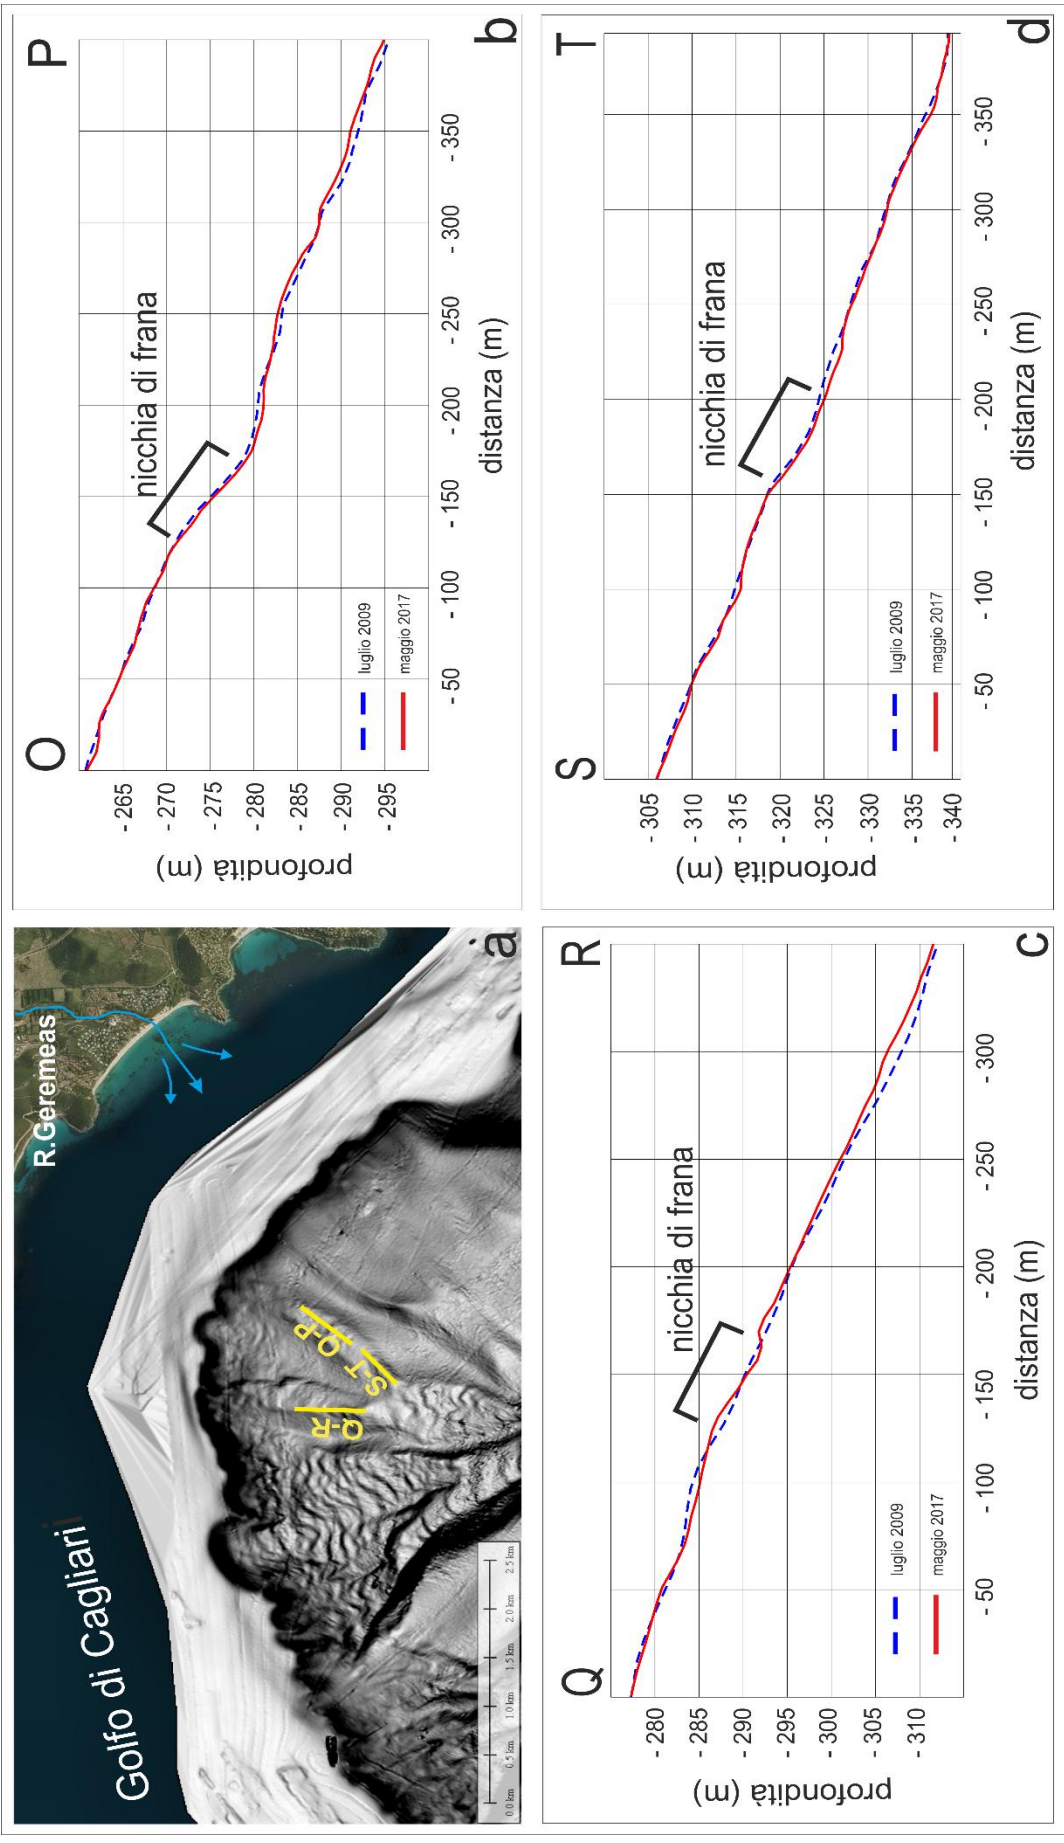 Golfo di Cagliari
R.Geremeas
Q-R
S-T
O-P
0.0 km 0.5 km 1.0 km 1.5 km 2.0 km 2.5 km
a
O
P
nicchia di frana
- 265
- 270
- 275
- 280
- 285
- 290
- 295
profondità (m)
luglio 2009
maggio 2017
- 50 - 100 - 150 - 200 - 250 - 300 - 350
distanza (m)
b
Q
R
nicchia di frana
- 280
- 285
- 290
- 295
- 300
- 305
- 310
profondità (m)
luglio 2009
maggio 2017
- 50 - 100 - 150 - 200 - 250 - 300
distanza (m)
c
S
T
nicchia di frana
- 305
- 310
- 315
- 320
- 325
- 330
- 335
- 340
profondità (m)
luglio 2009
maggio 2017
- 50 - 100 - 150 - 200 - 250 - 300 - 350
distanza (m)
d